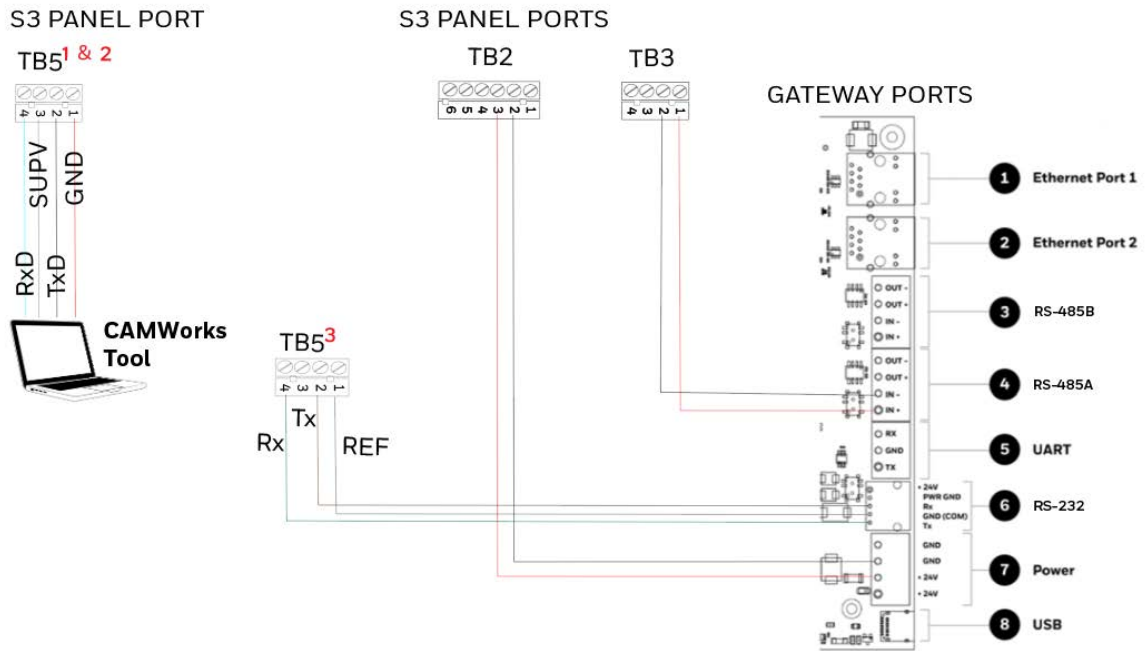 S3 PANEL PORT
TB5 1 & 2
4 3 2 1
SUPV
GND
RxD
TxD
CAMWorks
Tool
S3 PANEL PORTS
TB2
6 5 4 3 2 1
TB3
4 3 2 1
TB5 3
4 3 2 1
Tx
Rx
REF
GATEWAY PORTS
1 Ethernet Port 1
2 Ethernet Port 2
OUT -
OUT +
IN -
IN +
3 RS-485B
OUT -
OUT +
IN -
IN +
4 RS-485A
RX
GND
TX
5 UART
+ 24V
PWR GND
Rx
GND (COM)
Tx
6 RS-232
GND
GND
+ 24V
+ 24V
7 Power
8 USB